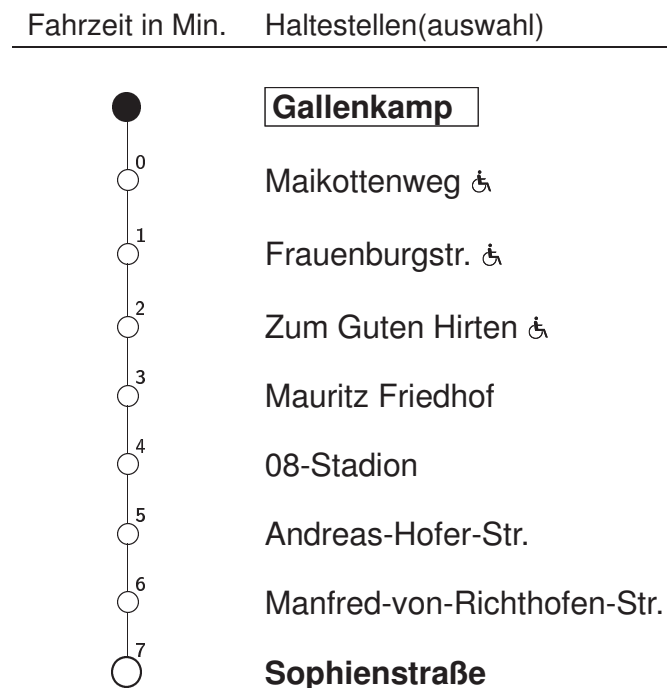 Fahrzeit in Min. Haltestellen(auswahl)
Gallenkamp
0 Maikottenweg
1 Frauenburgstr.
2 Zum Guten Hirten
3 Mauritz Friedhof
4 08-Stadion
5 Andreas-Hofer-Str.
6 Manfred-von-Richthofen-Str.
7 Sophienstraße